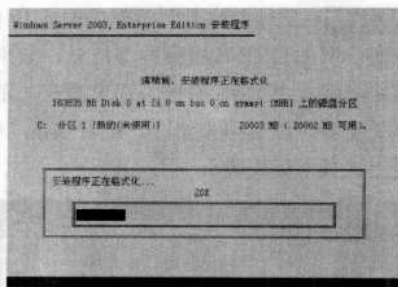 Windows Server 2003, Enterprise Edition 安装程序
请稍候，安装程序正在格式化
163835 MB Disk 0 at Id 0 on bus 0 on symmpi [MBR] 上的磁盘分区
C: 分区 1 [新的(未使用)] 20003 MB ( 20002 MB 可用)。
安装程序正在格式化...
20%